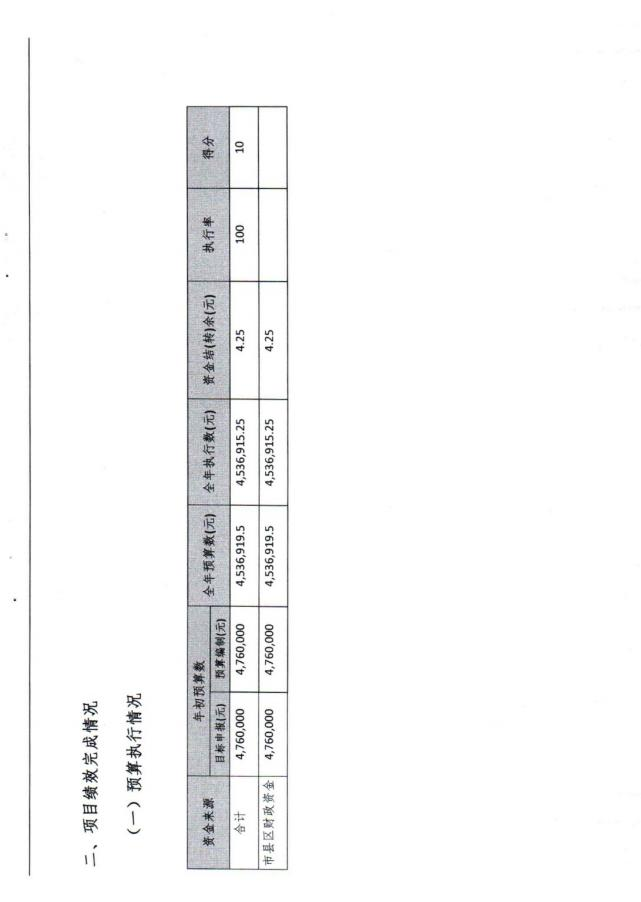 二、项目绩效完成情况
（一）预算执行情况
资金来源 年初预算数 全年预算数(元) 全年执行数(元) 资金结(转)余(元) 执行率 得分
目标申报(元) 预算编制(元)
合计 4,760,000 4,760,000 4,536,919.5 4,536,915.25 4.25 100 10
市县区财政资金 4,760,000 4,760,000 4,536,919.5 4,536,915.25 4.25